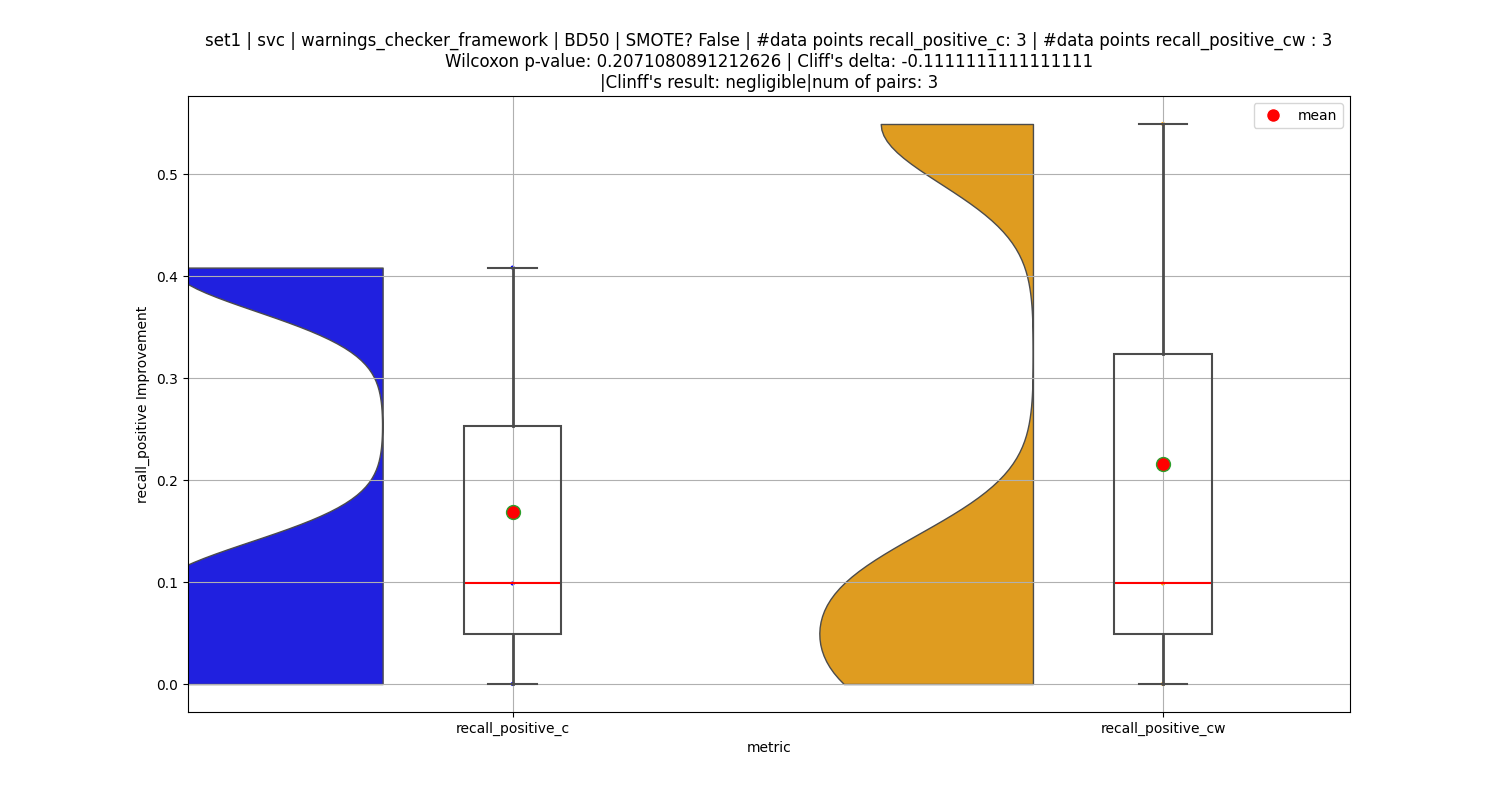 set1 | svc | warnings_checker_framework | BD50 | SMOTE? False | #data points recall_positive_c: 3 | #data points recall_positive_cw : 3
Wilcoxon p-value: 0.2071080891212626 | Cliff's delta: -0.1111111111111111
|Clinff's result: negligible|num of pairs: 3
mean
0.5
0.4
0.3
0.2
0.1
0.0
recall_positive Improvement
recall_positive_c
recall_positive_cw
metric